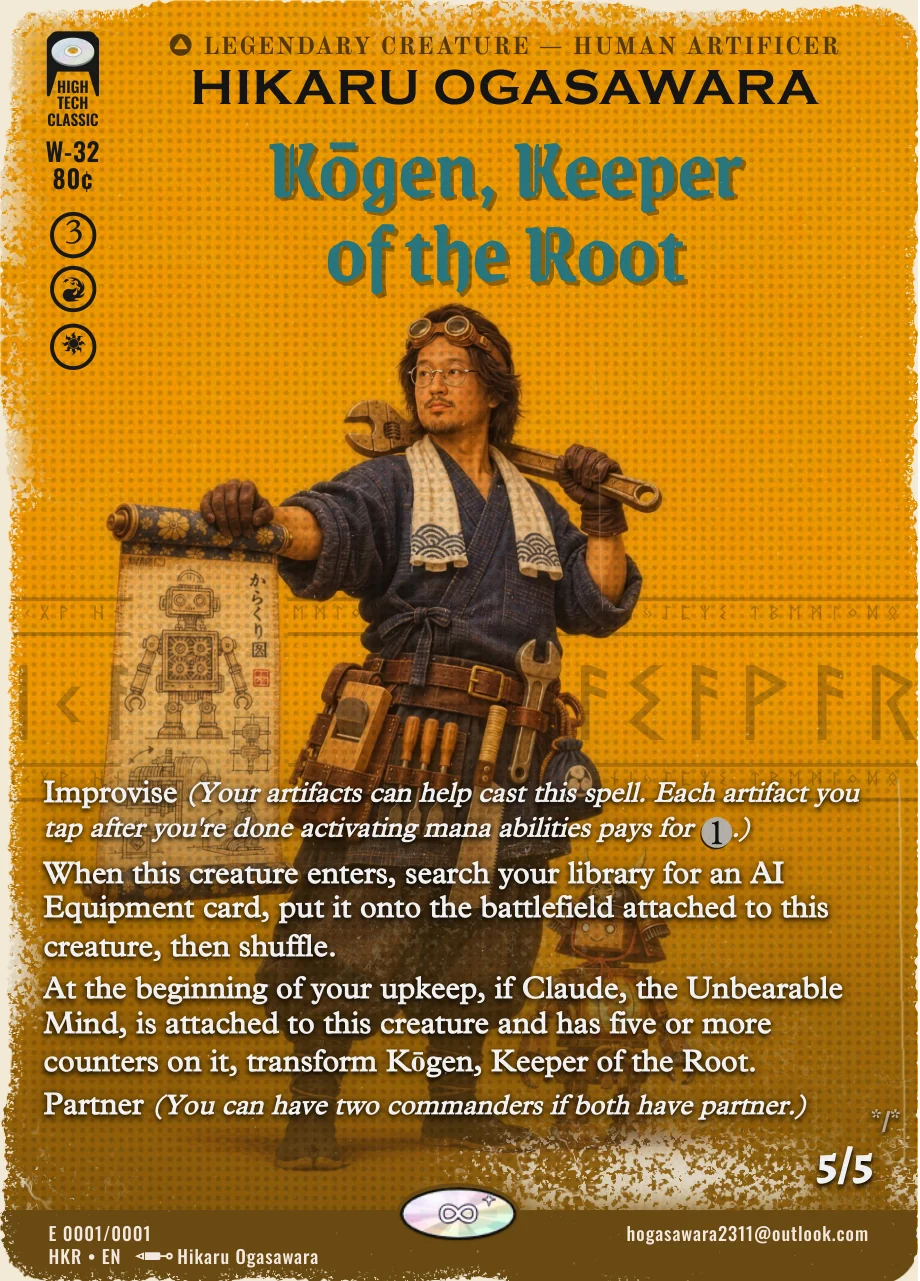 LEGENDARY CREATURE — HUMAN ARTIFICER
HIKARU OGASAWARA
HIGH
TECH
CLASSIC
W-32
80¢
3
Kōgen, Keeper
of the Root
からくり図
Improvise (Your artifacts can help cast this spell. Each artifact you
tap after you're done activating mana abilities pays for 1.)
When this creature enters, search your library for an AI
Equipment card, put it onto the battlefield attached to this
creature, then shuffle.
At the beginning of your upkeep, if Claude, the Unbearable
Mind, is attached to this creature and has five or more
counters on it, transform Kōgen, Keeper of the Root.
Partner (You can have two commanders if both have partner.)
*/*
5/5
E 0001/0001
HKR • EN Hikaru Ogasawara
hogasawara2311@outlook.com